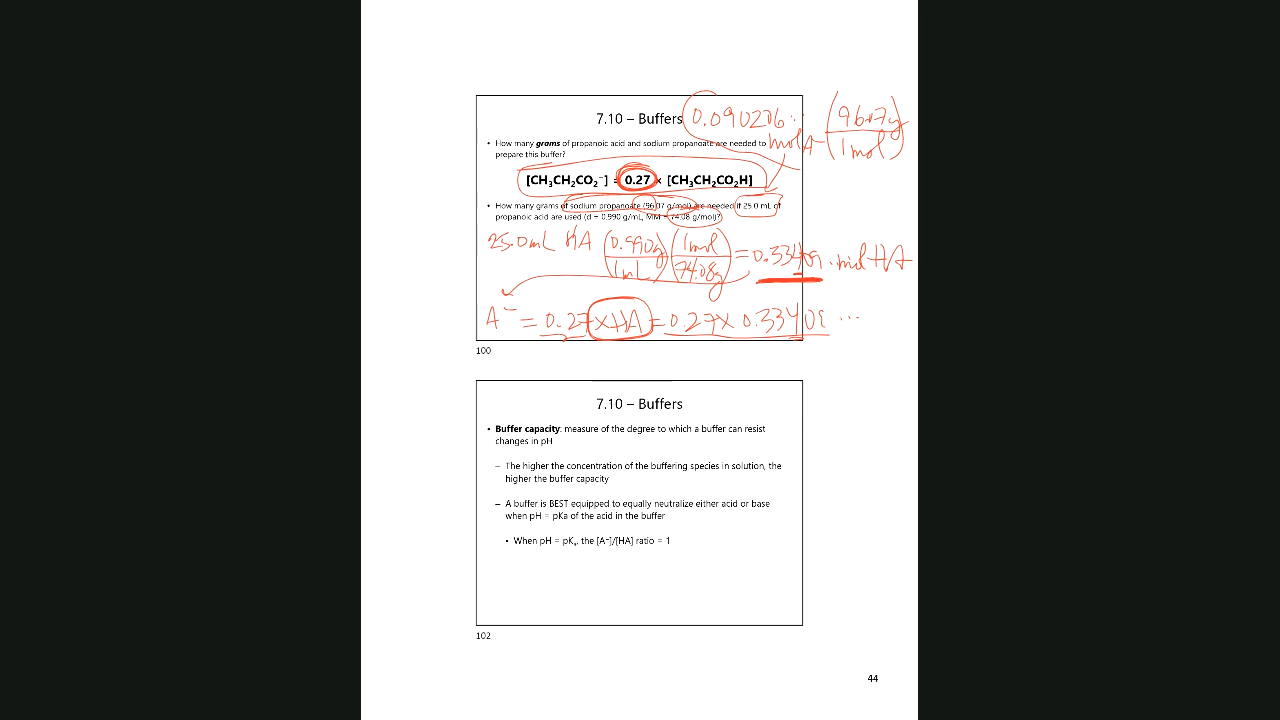 7.10 – Buffers
0.090206..
mol A-
(96.07g / 1mol)
• How many grams of propanoic acid and sodium propanoate are needed to
prepare this buffer?
[CH₃CH₂CO₂⁻] = 0.27 × [CH₃CH₂CO₂H]
• How many grams of sodium propanoate (96.07 g/mol) are needed if 25.0 mL of
propanoic acid are used (d = 0.990 g/mL, MM = 74.08 g/mol)?
25.0mL HA (0.990g / 1mL) (1mol / 74.08g) = 0.3340 .. mol HA
A⁻ = 0.27 x HA = 0.27 x 0.3340 ...
100
7.10 – Buffers
• Buffer capacity: measure of the degree to which a buffer can resist
changes in pH
– The higher the concentration of the buffering species in solution, the
higher the buffer capacity
– A buffer is BEST equipped to equally neutralize either acid or base
when pH = pKa of the acid in the buffer
• When pH = pKₐ, the [A⁻]/[HA] ratio = 1
102
44